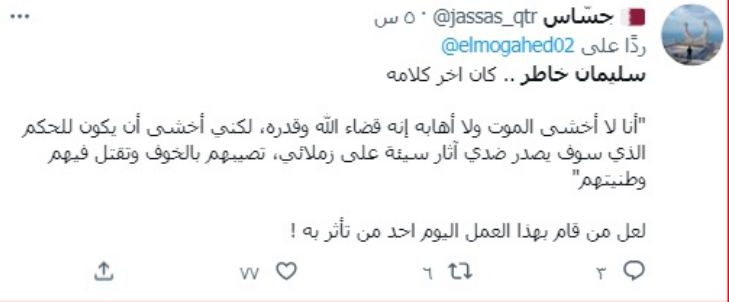 جسّاس @jassas_qtr · ٥ س
ردًا على @elmogahed02
سليمان خاطر .. كان اخر كلامه
"أنا لا أخشى الموت ولا أهابه إنه قضاء الله وقدره، لكني أخشى أن يكون للحكم
الذي سوف يصدر ضدي آثار سيئة على زملائي، تصيبهم بالخوف وتقتل فيهم
وطنيتهم"
لعل من قام بهذا العمل اليوم احد من تأثر به !
٣ ٦ ٧٧